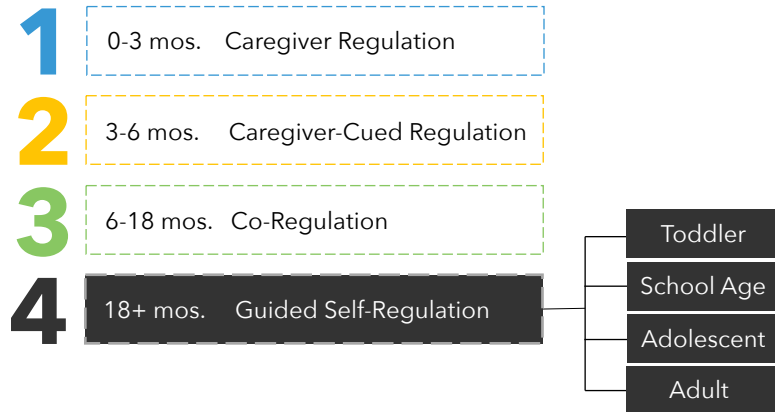 1
0-3 mos. Caregiver Regulation
2
3-6 mos. Caregiver-Cued Regulation
3
6-18 mos. Co-Regulation
4
18+ mos. Guided Self-Regulation
Toddler
School Age
Adolescent
Adult